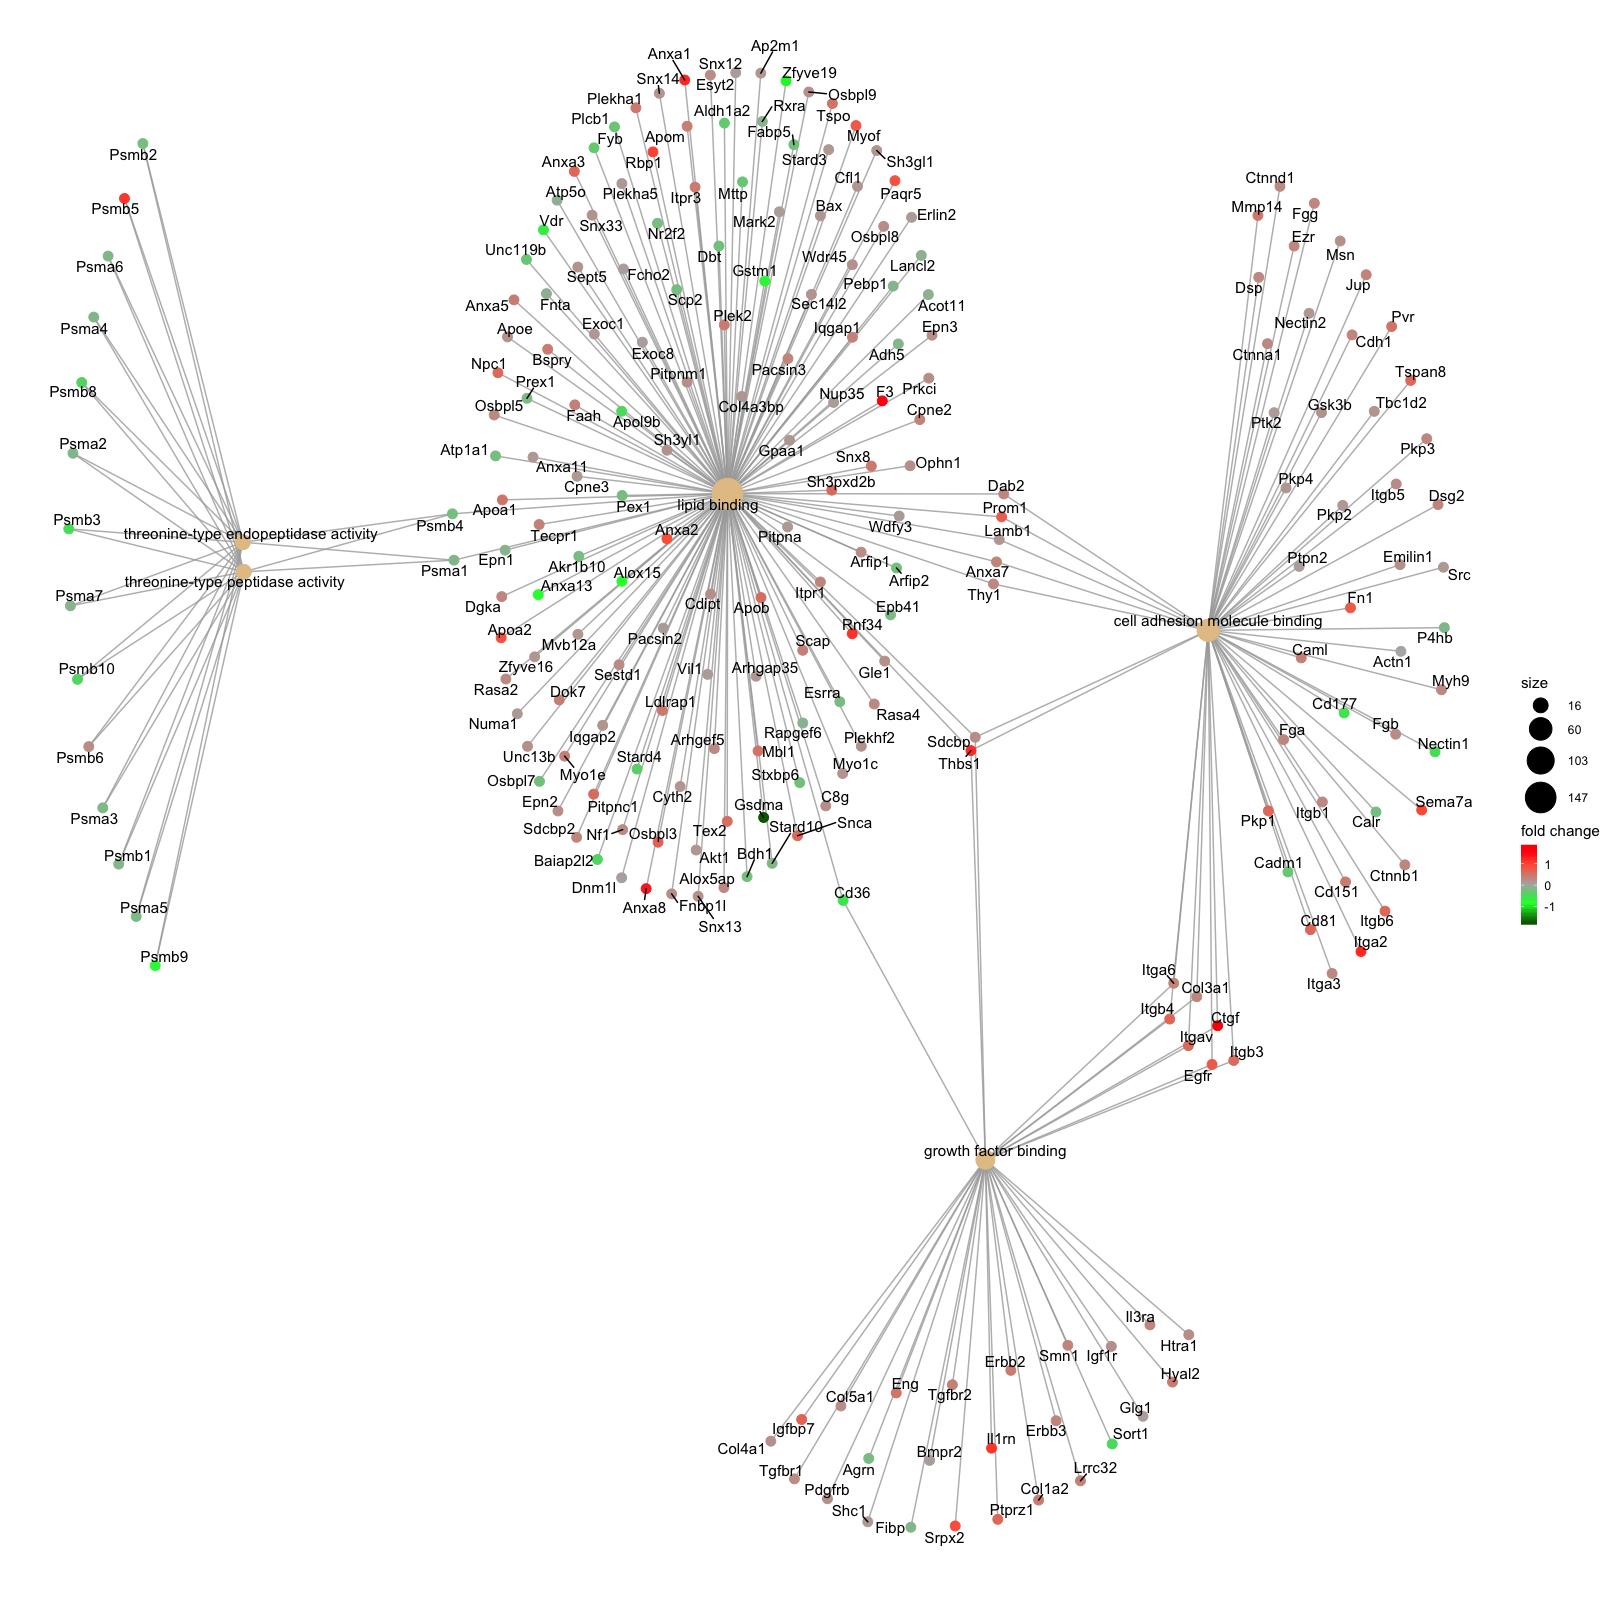 Anxa1
Ap2m1
Snx12
Snx14
Esyt2
Zfyve19
Osbpl9
Plekha1
Aldh1a2
Rxra
Tspo
Plcb1
Fyb
Apom
Fabp5
Myof
Anxa3
Rbp1
Stard3
Sh3gl1
Atp5o
Plekha5
Itpr3
Mttp
Cfl1
Paqr5
Vdr
Snx33
Nr2f2
Mark2
Bax
Erlin2
Unc119b
Dbt
Osbpl8
Sept5
Fcho2
Gstm1
Wdr45
Lancl2
Fnta
Scp2
Sec14l2
Pebp1
Acot11
Anxa5
Exoc1
Plek2
Iqgap1
Epn3
Apoe
Bspry
Exoc8
Adh5
Npc1
Prex1
Pitpnm1
Pacsin3
Prkci
Osbpl5
Faah
Apol9b
Col4a3bp
Nup35
F3
Cpne2
Atp1a1
Sh3yl1
Gpaa1
Snx8
Ophn1
Anxa11
Cpne3
Sh3pxd2b
Dab2
Apoa1
Pex1
lipid binding
Prom1
Psmb4
Tecpr1
Anxa2
Pitpna
Wdfy3
Lamb1
Psma1
Epn1
Akr1b10
Alox15
Arfip1
Arfip2
Anxa7
Thy1
Anxa13
Dgka
Cdipt
Apob
Itpr1
Epb41
Apoa2
Mvb12a
Pacsin2
Rnf34
Scap
Zfyve16
Sestd1
Vil1
Arhgap35
Gle1
Rasa2
Dok7
Ldlrap1
Esrra
Rasa4
Numa1
Iqgap2
Arhgef5
Rapgef6
Plekhf2
Sdcbp
Unc13b
Myo1e
Stard4
Mbl1
Myo1c
Thbs1
Osbpl7
Pitpnc1
Cyth2
Stxbp6
Epn2
Gsdma
C8g
Sdcbp2
Nf1
Osbpl3
Tex2
Stard10
Snca
Baiap2l2
Akt1
Bdh1
Dnm1l
Alox5ap
Cd36
Anxa8
Fnbp1l
Snx13
Psmb2
Psmb5
Psma6
Psma4
Psmb8
Psma2
Psmb3
threonine-type endopeptidase activity
threonine-type peptidase activity
Psma7
Psmb10
Psmb6
Psma3
Psmb1
Psma5
Psmb9
Ctnnd1
Mmp14
Fgg
Ezr
Msn
Dsp
Jup
Nectin2
Pvr
Ctnna1
Cdh1
Tspan8
Gsk3b
Tbc1d2
Ptk2
Pkp3
Pkp4
Itgb5
Dsg2
Pkp2
Ptpn2
Emilin1
Src
Fn1
cell adhesion molecule binding
P4hb
Caml
Actn1
Myh9
Cd177
Fgb
Fga
Nectin1
Sema7a
Pkp1
Itgb1
Calr
Cadm1
Cd151
Ctnnb1
Cd81
Itgb6
Itga2
Itga3
Itga6
Col3a1
Itgb4
Ctgf
Itgav
Itgb3
Egfr
growth factor binding
Il3ra
Htra1
Smn1
Igf1r
Erbb2
Hyal2
Eng
Tgfbr2
Col5a1
Glg1
Igfbp7
Erbb3
Sort1
Col4a1
Il1rn
Bmpr2
Tgfbr1
Agrn
Lrrc32
Pdgfrb
Col1a2
Shc1
Ptprz1
Fibp
Srpx2
size
16
60
103
147
fold change
1
0
-1